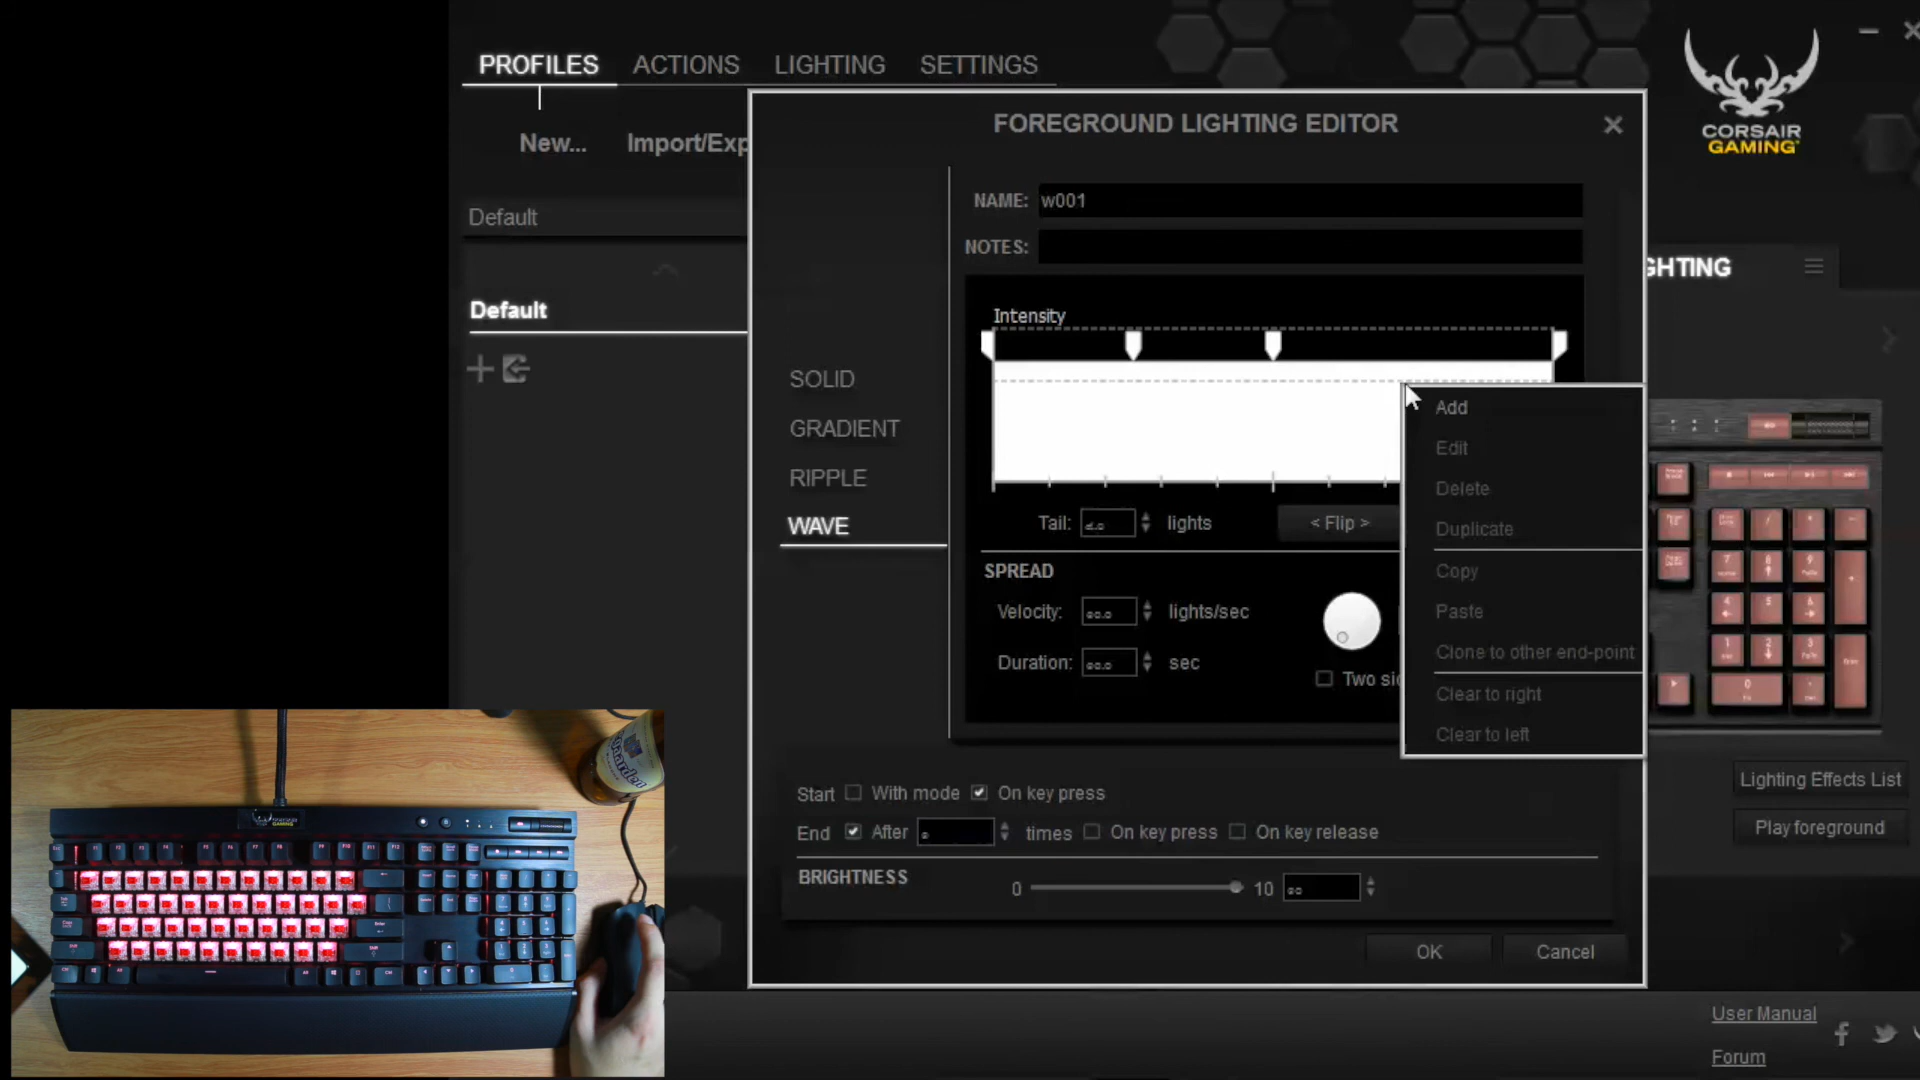 PROFILES ACTIONS LIGHTING SETTINGS
New... Import/Exp
CORSAIR
GAMING
FOREGROUND LIGHTING EDITOR
Default
Default
NAME: w001
NOTES:
GHTING
Intensity
SOLID
GRADIENT
RIPPLE
WAVE
Tail: lights < Flip >
SPREAD
Velocity: lights/sec
Duration: sec
Two sid
Add
Edit
Delete
Duplicate
Copy
Paste
Clone to other end-point
Clear to right
Clear to left
Start With mode On key press
End After times On key press On key release
BRIGHTNESS
0 10
OK Cancel
Lighting Effects List
Play foreground
User Manual
Forum